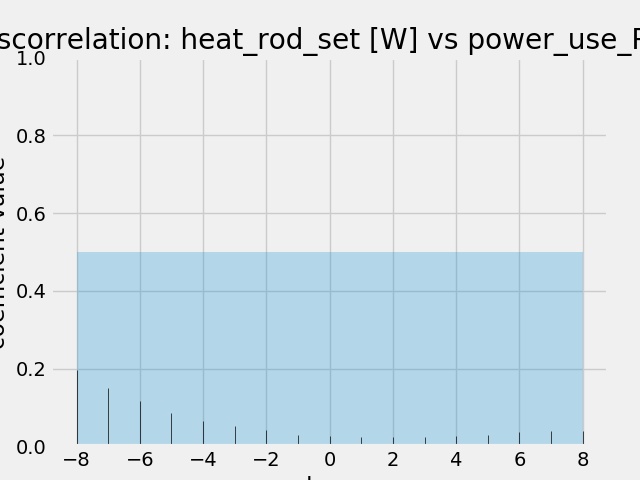 scorrelation: heat_rod_set [W] vs power_use_
1.0
0.8
0.6
0.4
0.2
0.0
−8 −6 −4 −2 0 2 4 6 8
coefficient value